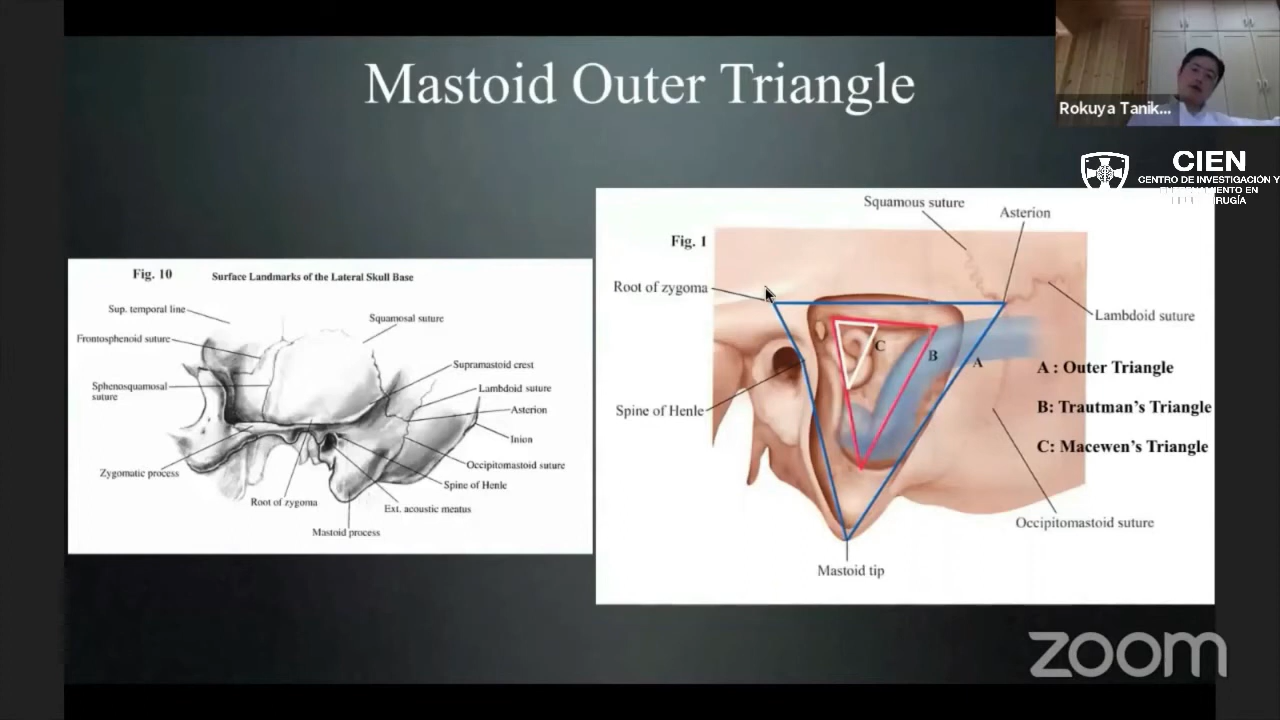 Mastoid Outer Triangle
Rokuya Tanik...
CIEN
CENTRO DE INVESTIGACIÓN Y
ENTRENAMIENTO EN
Fig. 10
Surface Landmarks of the Lateral Skull Base
Sup. temporal line
Frontosphenoid suture
Sphenosquamosal
suture
Zygomatic process
Root of zygoma
Mastoid process
Squamosal suture
Supramastoid crest
Lambdoid suture
Asterion
Inion
Occipitomastoid suture
Spine of Henle
Ext. acoustic meatus
Fig. 1
Squamous suture
Asterion
Root of zygoma
Lambdoid suture
C
B
A
A : Outer Triangle
B: Trautman's Triangle
C: Macewen's Triangle
Spine of Henle
Occipitomastoid suture
Mastoid tip
zoom